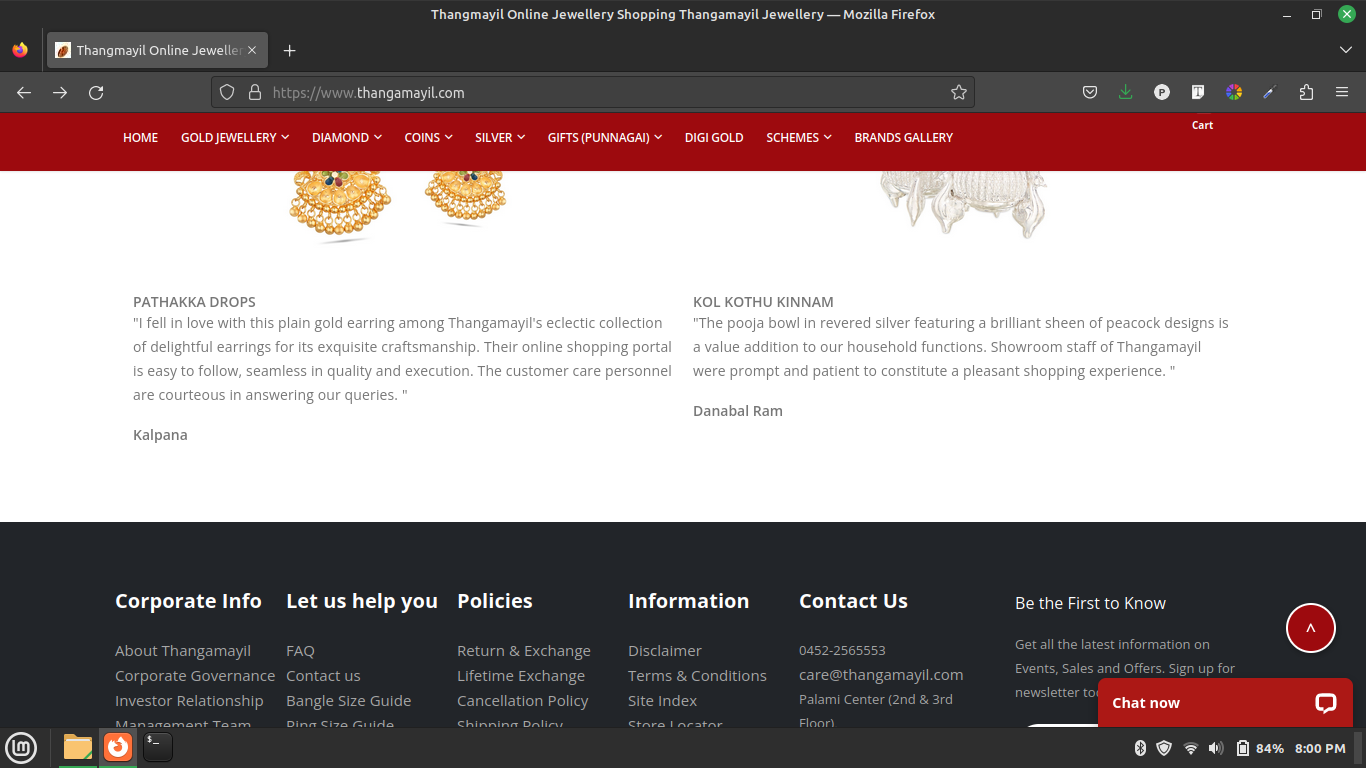 Thangmayil Online Jewellery Shopping Thangamayil Jewellery — Mozilla Firefox
Thangmayil Online Jeweller
https://www.thangamayil.com
HOME GOLD JEWELLERY DIAMOND COINS SILVER GIFTS (PUNNAGAI) DIGI GOLD SCHEMES BRANDS GALLERY Cart
PATHAKKA DROPS
"I fell in love with this plain gold earring among Thangamayil's eclectic collection
of delightful earrings for its exquisite craftsmanship. Their online shopping portal
is easy to follow, seamless in quality and execution. The customer care personnel
are courteous in answering our queries. "
Kalpana
KOL KOTHU KINNAM
"The pooja bowl in revered silver featuring a brilliant sheen of peacock designs is
a value addition to our household functions. Showroom staff of Thangamayil
were prompt and patient to constitute a pleasant shopping experience. "
Danabal Ram
Corporate Info
About Thangamayil
Corporate Governance
Investor Relationship
Management Team
Let us help you
FAQ
Contact us
Bangle Size Guide
Ring Size Guide
Policies
Return & Exchange
Lifetime Exchange
Cancellation Policy
Shipping Policy
Information
Disclaimer
Terms & Conditions
Site Index
Store Locator
Contact Us
0452-2565553
care@thangamayil.com
Palami Center (2nd & 3rd
Floor)
Be the First to Know
Get all the latest information on
Events, Sales and Offers. Sign up for
newsletter
Chat now
84% 8:00 PM